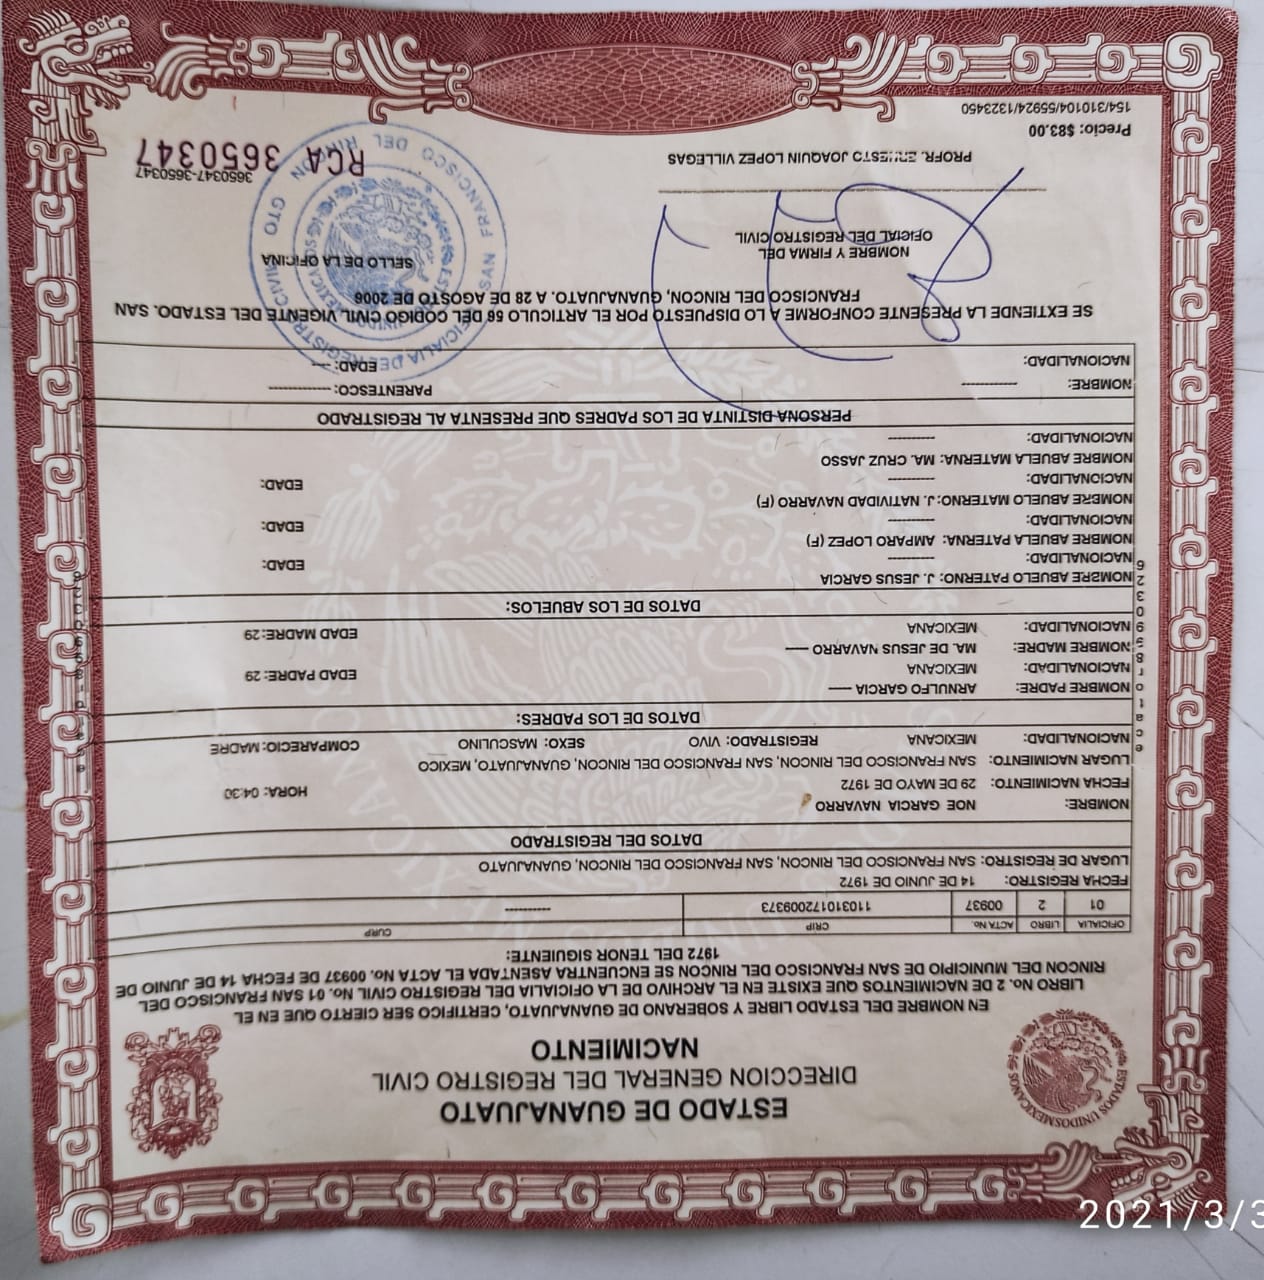 ESTADO DE GUANAJUATO
DIRECCION GENERAL DEL REGISTRO CIVIL
NACIMIENTO
ESTADOS UNIDOS MEXICANOS
EN NOMBRE DEL ESTADO LIBRE Y SOBERANO DE GUANAJUATO, CERTIFICO SER CIERTO QUE EN EL
LIBRO No. 2 DE NACIMIENTOS QUE EXISTE EN EL ARCHIVO DE LA OFICIALIA DEL REGISTRO CIVIL No. 01 SAN FRANCISCO DEL
RINCON DEL MUNICIPIO DE SAN FRANCISCO DEL RINCON SE ENCUENTRA ASENTADA EL ACTA No. 00937 DE FECHA 14 DE JUNIO DE
1972 DEL TENOR SIGUIENTE:
OFICIALIA LIBRO ACTA No. CRIP CURP
01 2 00937 110310172009373 ----------
FECHA REGISTRO: 14 DE JUNIO DE 1972
LUGAR DE REGISTRO: SAN FRANCISCO DEL RINCON, SAN FRANCISCO DEL RINCON, GUANAJUATO
DATOS DEL REGISTRADO
NOMBRE: NOE GARCIA NAVARRO
FECHA NACIMIENTO: 29 DE MAYO DE 1972 HORA: 04:30
LUGAR NACIMIENTO: SAN FRANCISCO DEL RINCON, SAN FRANCISCO DEL RINCON, GUANAJUATO, MEXICO
NACIONALIDAD: MEXICANA REGISTRADO: VIVO SEXO: MASCULINO COMPARECIO: MADRE
DATOS DE LOS PADRES:
NOMBRE PADRE: ARNULFO GARCIA ----
NACIONALIDAD: MEXICANA EDAD PADRE: 29
NOMBRE MADRE: MA. DE JESUS NAVARRO ----
NACIONALIDAD: MEXICANA EDAD MADRE: 29
DATOS DE LOS ABUELOS:
NOMBRE ABUELO PATERNO: J. JESUS GARCIA
NACIONALIDAD: ---------- EDAD:
NOMBRE ABUELA PATERNA: AMPARO LOPEZ (F)
NACIONALIDAD: ---------- EDAD:
NOMBRE ABUELO MATERNO: J. NATIVIDAD NAVARRO (F)
NACIONALIDAD: ---------- EDAD:
NOMBRE ABUELA MATERNA: MA. CRUZ JASSO
NACIONALIDAD: ----------
PERSONA DISTINTA DE LOS PADRES QUE PRESENTA AL REGISTRADO
NOMBRE: ------------ PARENTESCO: ------------
NACIONALIDAD: EDAD: ---
SE EXTIENDE LA PRESENTE CONFORME A LO DISPUESTO POR EL ARTICULO 56 DEL CODIGO CIVIL VIGENTE DEL ESTADO. SAN
FRANCISCO DEL RINCON, GUANAJUATO. A 28 DE AGOSTO DE 2006
NOMBRE Y FIRMA DEL
OFICIAL DEL REGISTRO CIVIL
SELLO DE LA OFICINA
PROFR. ERNESTO JOAQUIN LOPEZ VILLEGAS
3650347-3650347
RCA 3650347
Precio: $83.00
154/310104/55924/1323450
2021/3/3